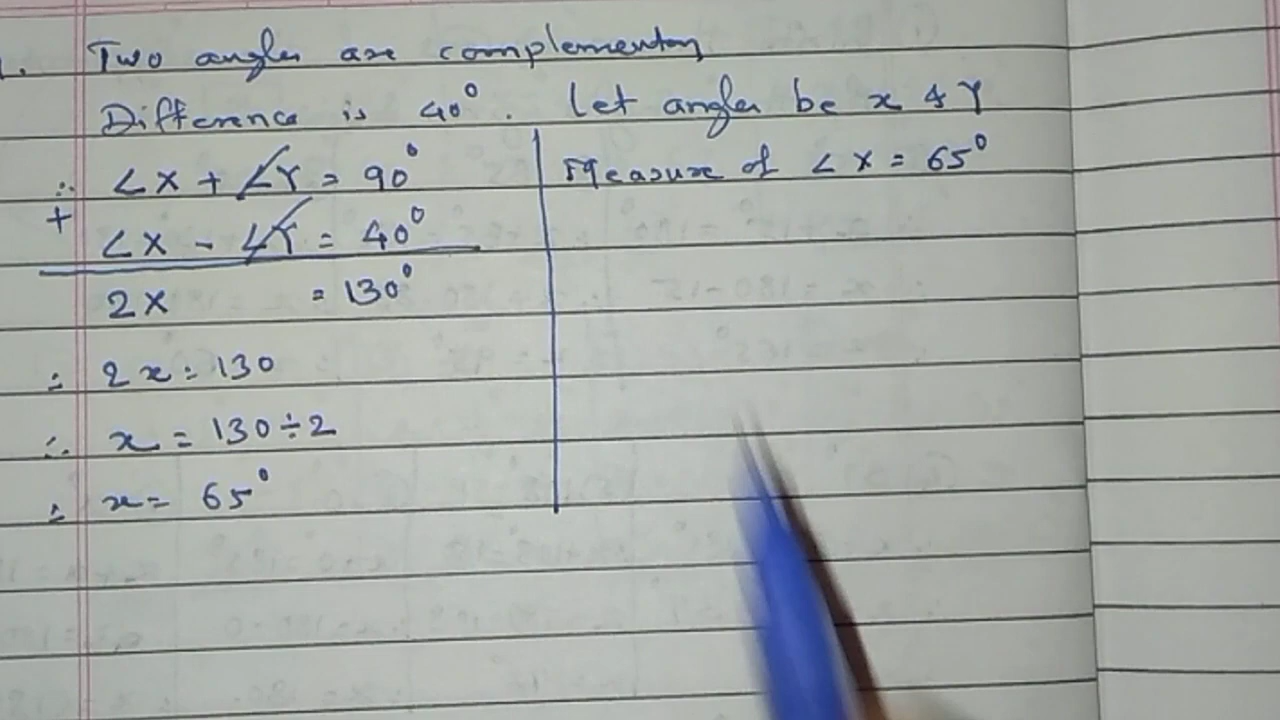 1. Two angles are complementary
Difference is 40°. Let angles be x & Y
∴ ∠X + ∠Y = 90°
+ ∠X - ∠Y = 40°
2X = 130°
∴ 2x = 130
∴ x = 130 ÷ 2
∴ x = 65°
Measure of ∠X = 65°